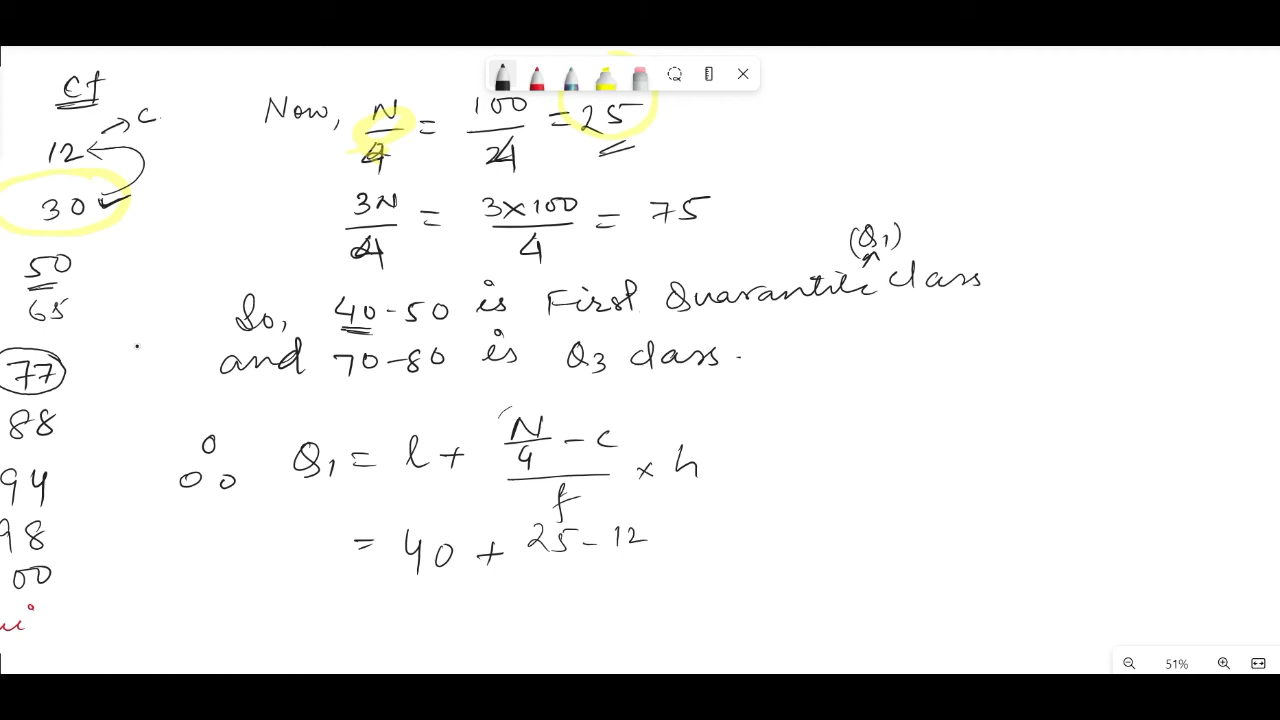 cf
12 → c
30 ✓
50
65
77
88
94
98
00
Now, N/4 = 100/4 = 25
3N/4 = 3×100/4 = 75
(Q1)
So, 40-50 is First Quarantile class
and 70-80 is Q3 class.
∴ Q1 = l + (N/4 - c)/f × h
= 40 + 25 - 12
51%